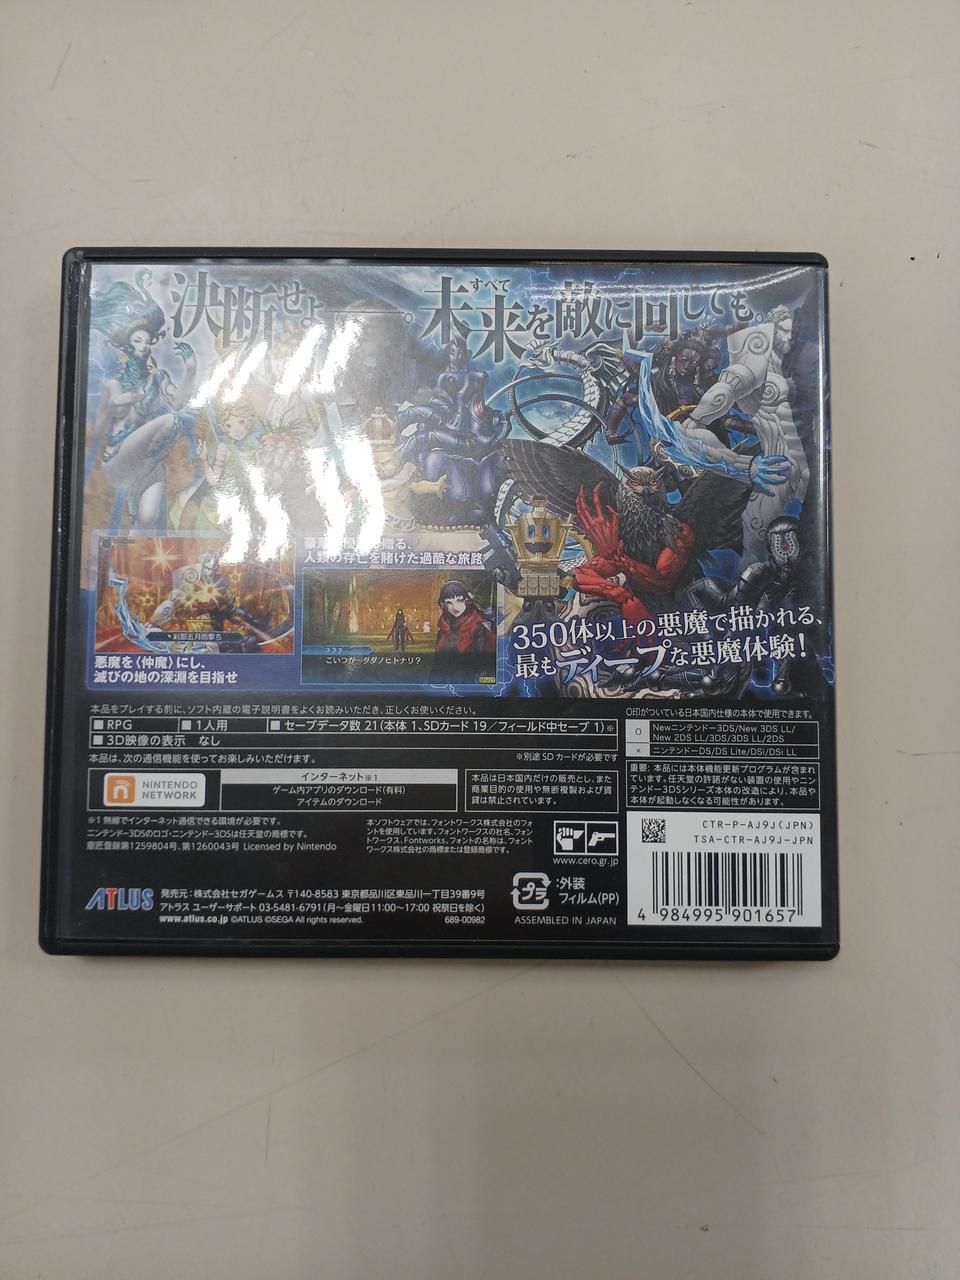 決断せよ――。
未来を敵に回しても。
すべて
贈る、
人類の存亡を賭けた過酷な旅路
刹那五月雨撃ち
悪魔を〈仲魔〉にし、
滅びの地の深淵を目指せ
???
こいつが…タダノヒトナリ?
SELECT
350体以上の悪魔で描かれる、
最もディープな悪魔体験!
本品をプレイする前に、ソフト内蔵の電子説明書をよくお読みいただき、正しくお使いください。
■RPG ■1人用 ■セーブデータ数 21(本体 1、SDカード 19/フィールド中セーブ 1)※
■3D映像の表示 なし
本品は、次の通信機能を使ってお楽しみいただけます。
※別途SDカードが必要です
NINTENDO
NETWORK
インターネット※1
ゲーム内アプリのダウンロード(有料)
アイテムのダウンロード
本品は日本国内だけの販売とし、また
商業目的の使用や無断複製および賃
貸は禁止されています。
O印がついている日本国内仕様の本体で使用できます。
O Newニンテンドー3DS/New 3DS LL/
New 2DS LL/3DS/3DS LL/2DS
× ニンテンドーDS/DS Lite/DSi/DSi LL
重要: 本品には本体機能更新プログラムが含まれ
ています。任天堂の許諾がない装置の使用やニン
テンドー3DSシリーズ本体の改造により、本品や
本体が起動しなくなる可能性があります。
※1 無線でインターネット通信できる環境が必要です。
ニンテンドー3DSのロゴ・ニンテンドー3DSは任天堂の商標です。
意匠登録第1259804号、第1260043号 Licensed by Nintendo
本ソフトウェアでは、フォントワークス株式会社のフォ
ントを使用しています。フォントワークスの社名、フォン
トワークス、Fontworks、フォントの名称は、フォント
ワークス株式会社の商標または登録商標です。
www.cero.gr.jp
CTR-P-AJ9J(JPN)
TSA-CTR-AJ9J-JPN
4 984995 901657
ATLUS
発売元:株式会社セガゲームス 〒140-8583 東京都品川区東品川一丁目39番9号
アトラス ユーザーサポート 03-5481-6791(月〜金曜日11:00〜17:00 祝祭日を除く)
www.atlus.co.jp ©ATLUS ©SEGA All rights reserved. 689-00982
プラ
:外装
フィルム(PP)
ASSEMBLED IN JAPAN